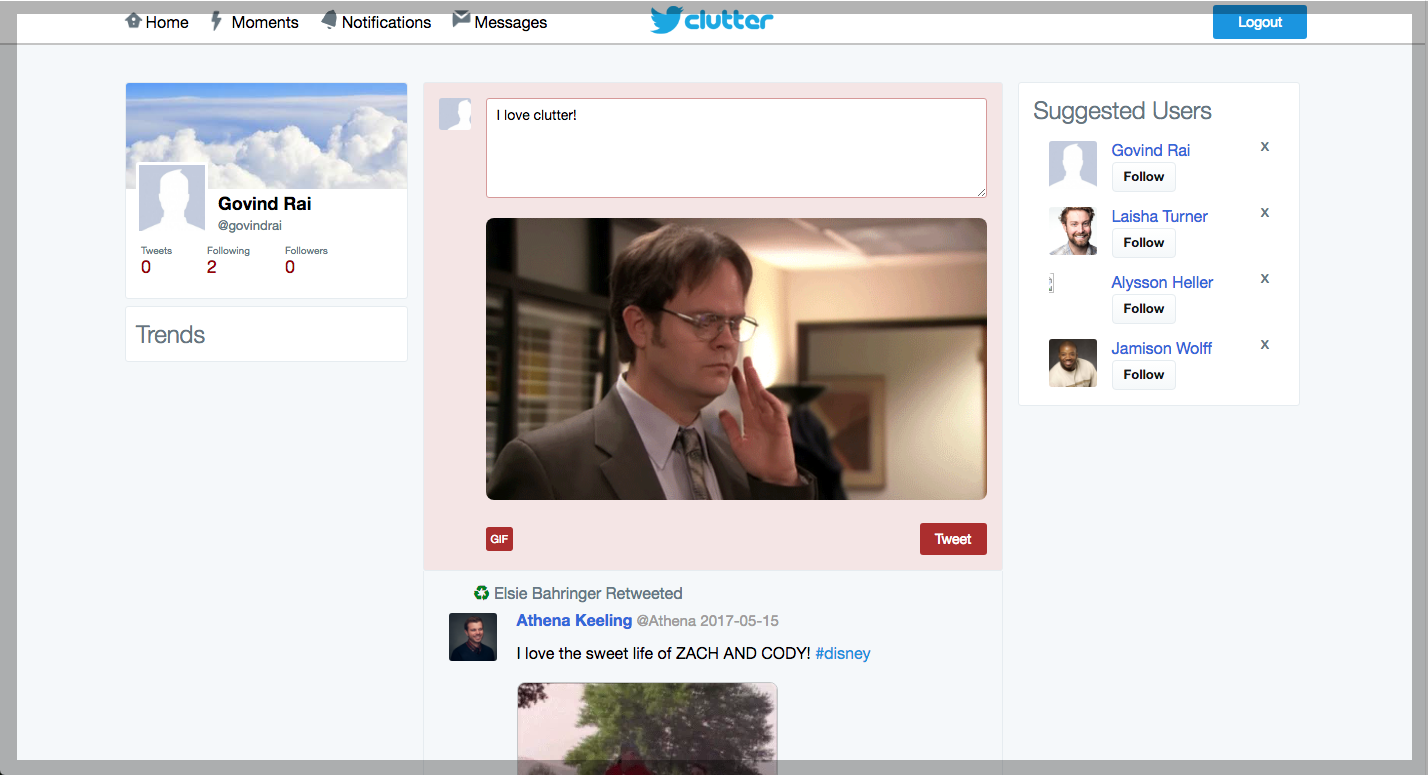 Home Moments Notifications Messages clutter Logout
Govind Rai
@govindrai
Tweets Following Followers
0 2 0
Trends
I love clutter!
GIF Tweet
Elsie Bahringer Retweeted
Athena Keeling @Athena 2017-05-15
I love the sweet life of ZACH AND CODY! #disney
Suggested Users
Govind Rai x
Follow
Laisha Turner x
Follow
Alysson Heller x
Follow
Jamison Wolff x
Follow